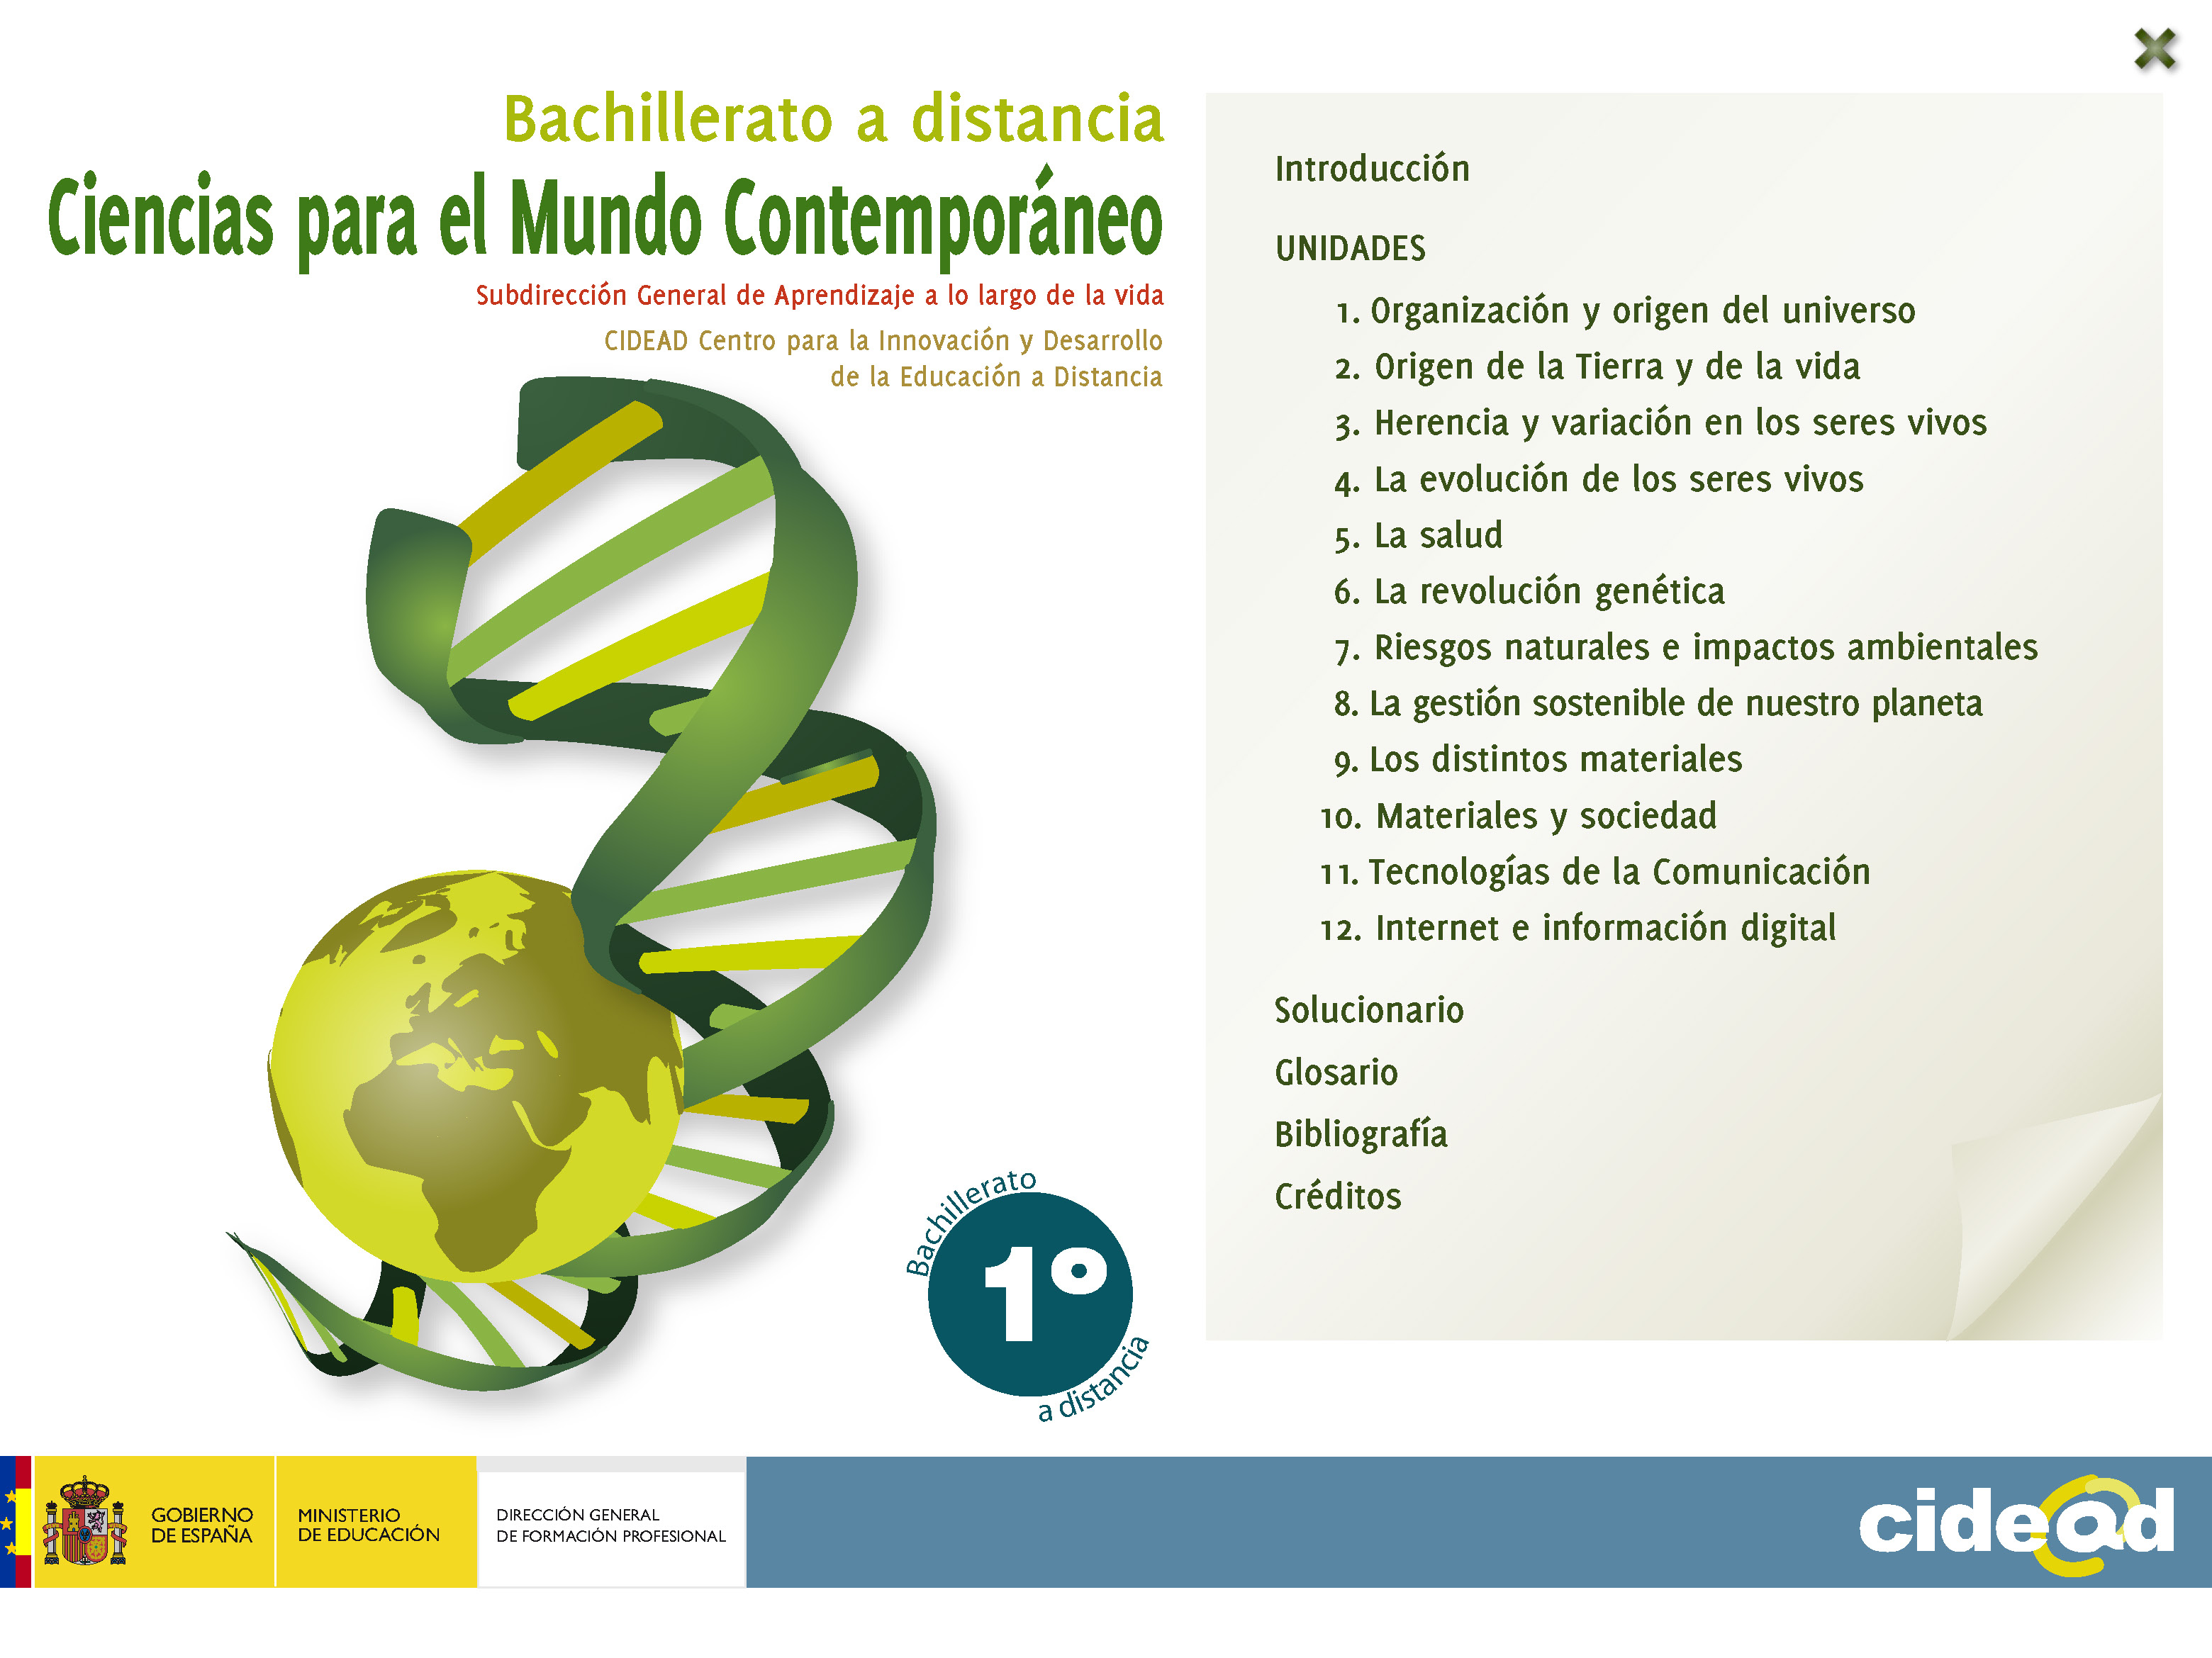 Bachillerato a distancia
Ciencias para el Mundo Contemporáneo
Subdirección General de Aprendizaje a lo largo de la vida
CIDEAD Centro para la Innovación y Desarrollo
de la Educación a Distancia
Bachillerato
1º
a distancia
Introducción
UNIDADES
1. Organización y origen del universo
2. Origen de la Tierra y de la vida
3. Herencia y variación en los seres vivos
4. La evolución de los seres vivos
5. La salud
6. La revolución genética
7. Riesgos naturales e impactos ambientales
8. La gestión sostenible de nuestro planeta
9. Los distintos materiales
10. Materiales y sociedad
11. Tecnologías de la Comunicación
12. Internet e información digital
Solucionario
Glosario
Bibliografía
Créditos
GOBIERNO
DE ESPAÑA
MINISTERIO
DE EDUCACIÓN
DIRECCIÓN GENERAL
DE FORMACIÓN PROFESIONAL
cide@d